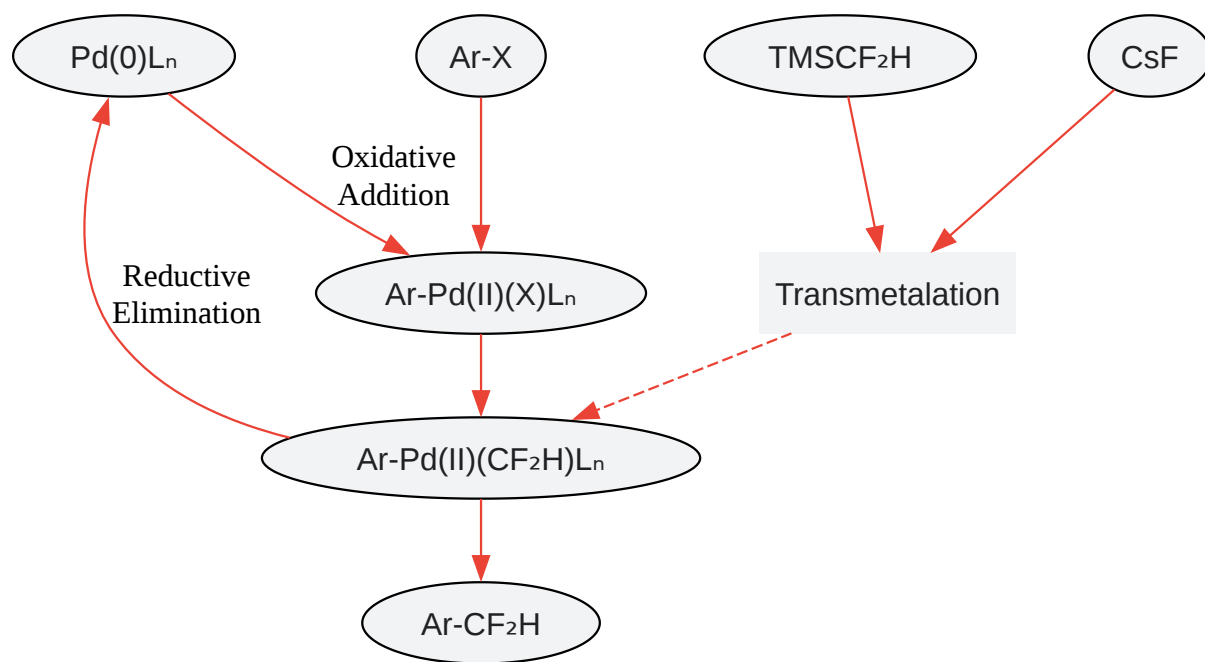 Pd(0)Lₙ
Ar-X
TMSCF₂H
CsF
Oxidative
Addition
Reductive
Elimination
Ar-Pd(II)(X)Lₙ
Transmetalation
Ar-Pd(II)(CF₂H)Lₙ
Ar-CF₂H